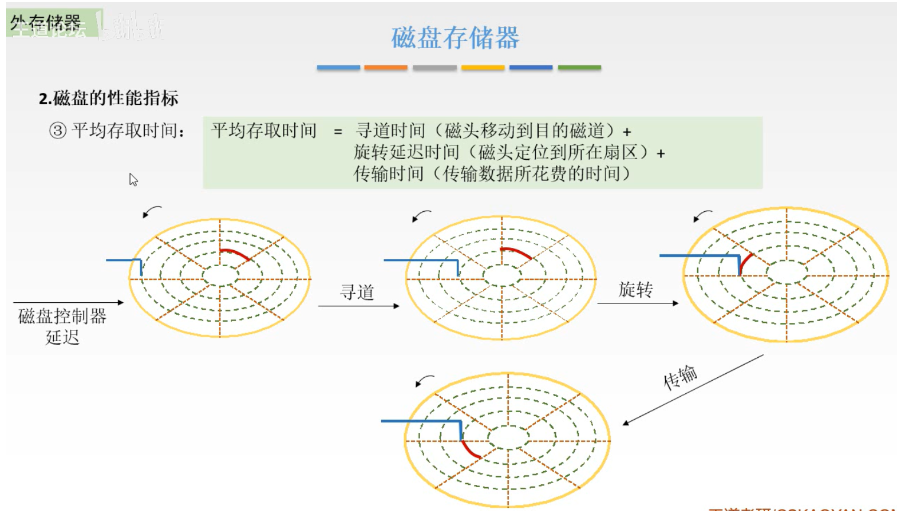 外存储器
磁盘存储器
2.磁盘的性能指标
③ 平均存取时间： 平均存取时间 = 寻道时间（磁头移动到目的磁道）+
旋转延迟时间（磁头定位到所在扇区）+
传输时间（传输数据所花费的时间）
磁盘控制器
延迟
寻道
旋转
传输